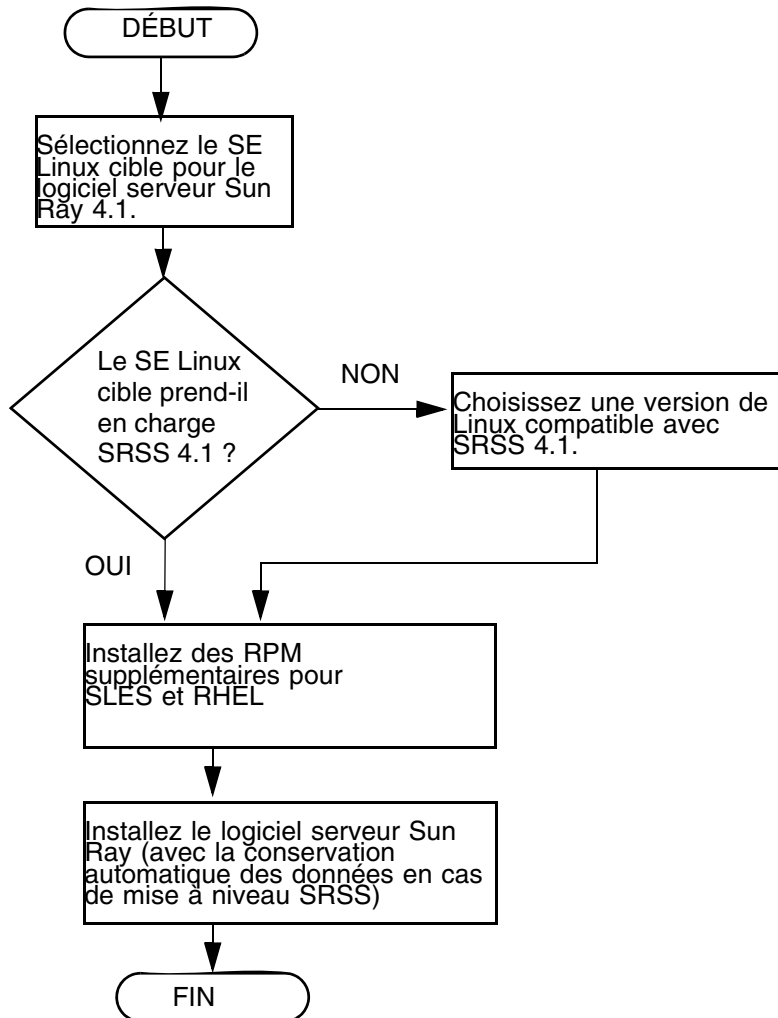 DÉBUT
Sélectionnez le SE
Linux cible pour le
logiciel serveur Sun
Ray 4.1.
Le SE Linux
cible prend-il
en charge
SRSS 4.1 ?
NON
Choisissez une version de
Linux compatible avec
SRSS 4.1.
OUI
Installez des RPM
supplémentaires pour
SLES et RHEL
Installez le logiciel serveur Sun
Ray (avec la conservation
automatique des données en cas
de mise à niveau SRSS)
FIN